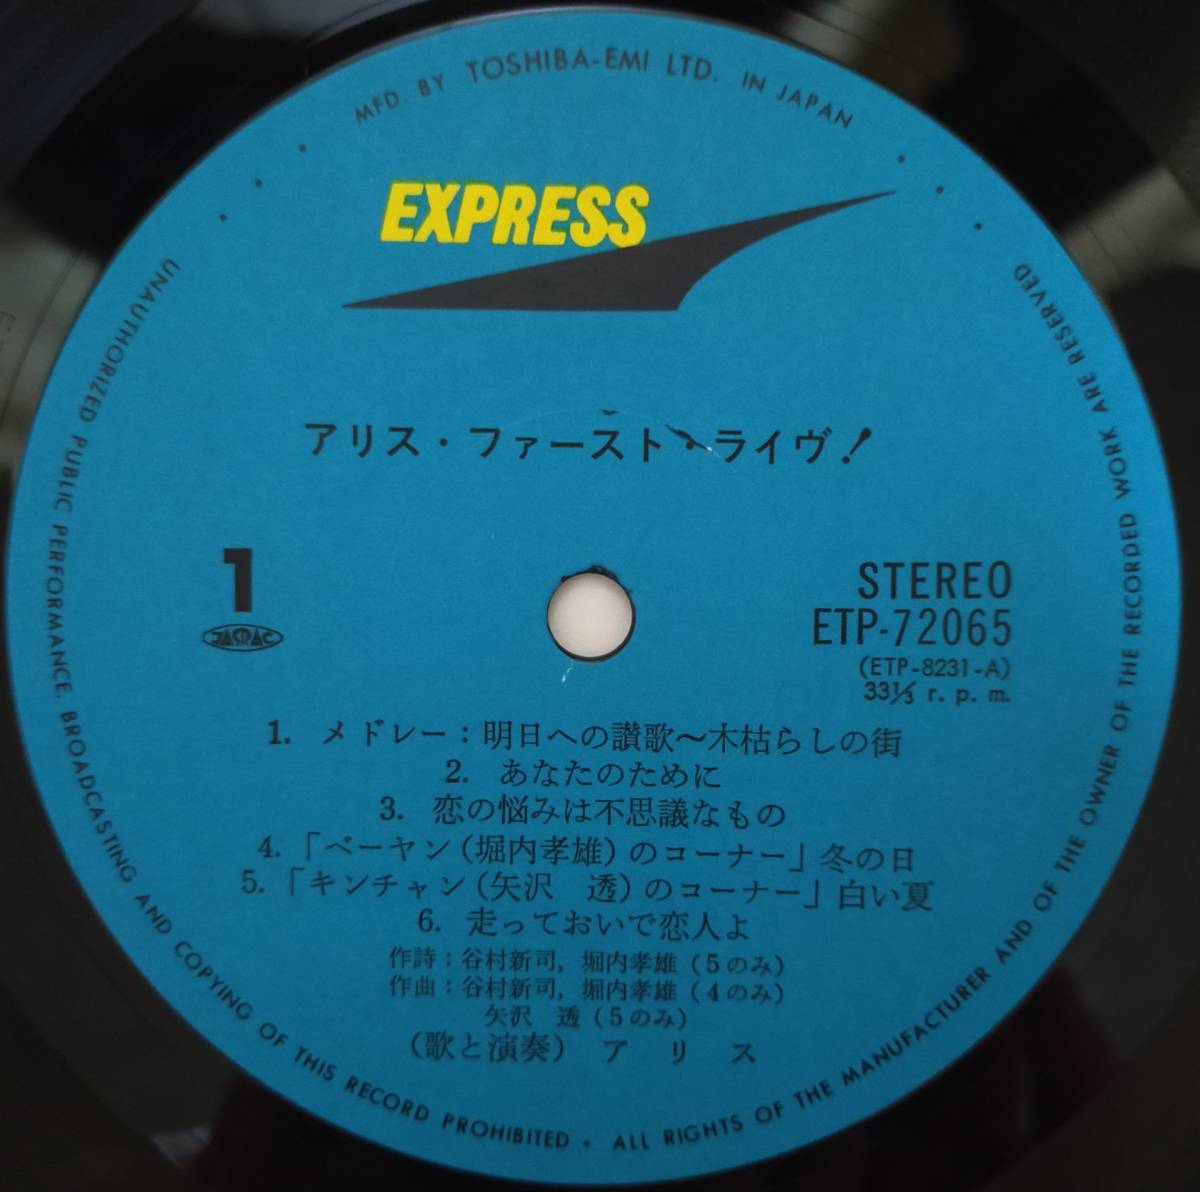 MFD. BY TOSHIBA-EMI LTD. IN JAPAN
EXPRESS
アリス・ファースト・ライヴ!
1
JASRAC
STEREO
ETP-72065
(ETP-8231-A)
33⅓ r.p.m.
1. メドレー：明日への讃歌〜木枯らしの街
2. あなたのために
3. 恋の悩みは不思議なもの
4.「ベーヤン(堀内孝雄)のコーナー」冬の日
5.「キンチャン(矢沢　透)のコーナー」白い夏
6. 走っておいで恋人よ
作詩：谷村新司, 堀内孝雄(5のみ)
作曲：谷村新司, 堀内孝雄(4のみ)
矢沢　透(5のみ)
(歌と演奏) アリス
UNAUTHORIZED PUBLIC PERFORMANCE, BROADCASTING AND COPYING OF THIS RECORD PROHIBITED • ALL RIGHTS OF THE MANUFACTURER AND OF THE OWNER OF THE RECORDED WORK ARE RESERVED